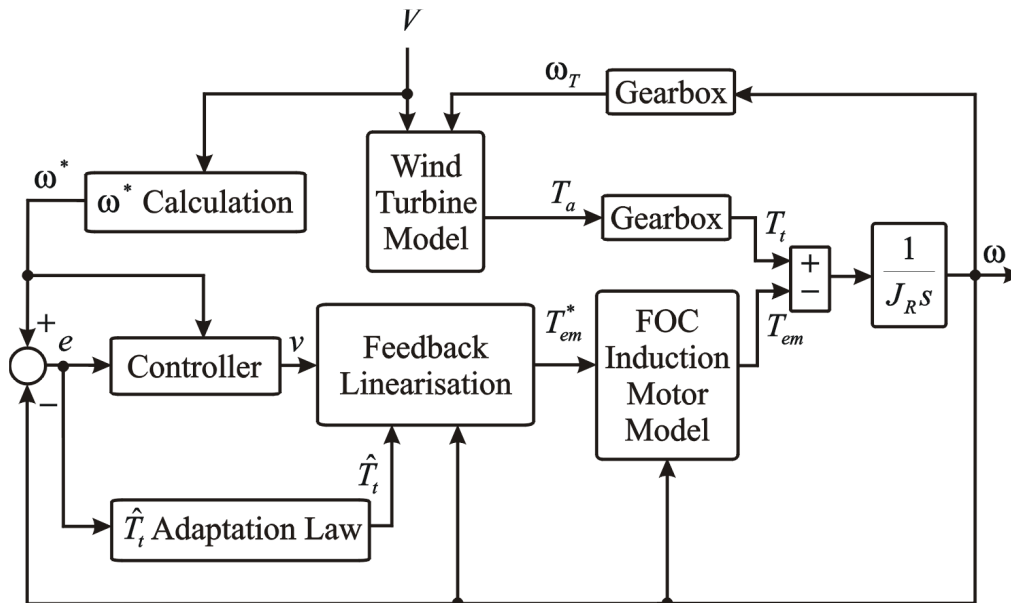 V
ω_T
Gearbox
ω*
ω* Calculation
Wind
Turbine
Model
T_a
Gearbox
T_t
+
−
1
J_R s
ω
+
e
−
Controller
v
Feedback
Linearisation
T*_em
FOC
Induction
Motor
Model
T_em
T̂_t
T̂_t Adaptation Law